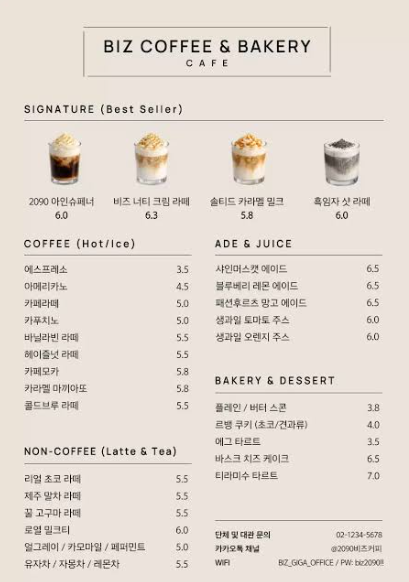 BIZ COFFEE & BAKERY
CAFE
SIGNATURE (Best Seller)
2090 아인슈페너
6.0
비즈 너티 크림 라떼
6.3
솔티드 카라멜 밀크
5.8
흑임자 샷 라떼
6.0
COFFEE (Hot/Ice)
에스프레소 3.5
아메리카노 4.5
카페라떼 5.0
카푸치노 5.0
바닐라빈 라떼 5.5
헤이즐넛 라떼 5.5
카페모카 5.8
카라멜 마끼아또 5.8
콜드브루 라떼 5.5
NON-COFFEE (Latte & Tea)
리얼 초코 라떼 5.5
제주 말차 라떼 5.5
꿀 고구마 라떼 5.5
로열 밀크티 6.0
얼그레이 / 카모마일 / 페퍼민트 5.0
유자차 / 자몽차 / 레몬차 5.5
ADE & JUICE
샤인머스캣 에이드 6.5
블루베리 레몬 에이드 6.5
패션후르츠 망고 에이드 6.5
생과일 토마토 주스 6.0
생과일 오렌지 주스 6.0
BAKERY & DESSERT
플레인 / 버터 스콘 3.8
르뱅 쿠키 (초코/견과류) 4.0
에그 타르트 3.5
바스크 치즈 케이크 6.5
티라미수 타르트 7.0
단체 및 대관 문의 02-1234-5678
카카오톡 채널 @2090비즈커피
WIFI BIZ_GIGA_OFFICE / PW: biz2090!!